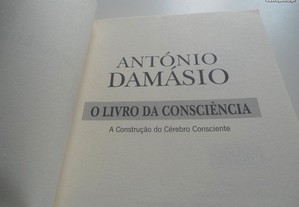 ANTÓNIO
DAMÁSIO
O LIVRO DA CONSCIÊNCIA
A Construção do Cérebro Consciente